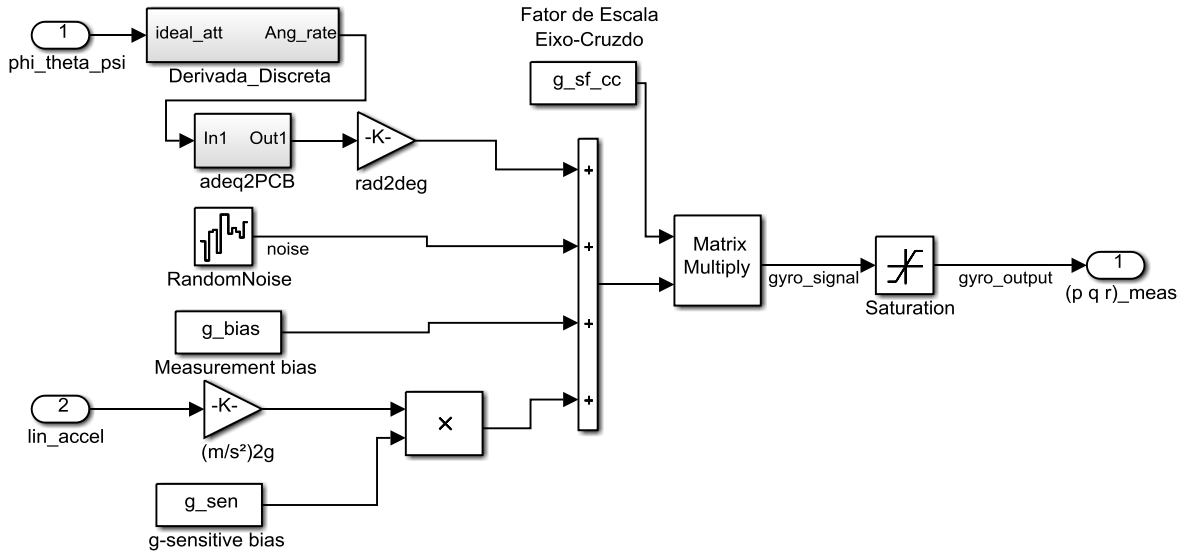 Fator de Escala
Eixo-Cruzdo
1
phi_theta_psi
ideal_att
Ang_rate
Derivada_Discreta
g_sf_cc
In1
Out1
adeq2PCB
-K-
rad2deg
+
noise
RandomNoise
+
Matrix
Multiply
gyro_signal
Saturation
gyro_output
1
(p q r)_meas
g_bias
Measurement bias
+
2
lin_accel
-K-
(m/s²)2g
×
+
g_sen
g-sensitive bias